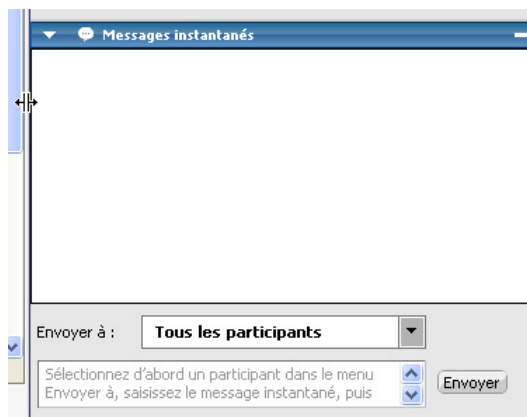 Messages instantanés
Envoyer à :
Tous les participants
Sélectionnez d'abord un participant dans le menu
Envoyer à, saisissez le message instantané, puis
Envoyer